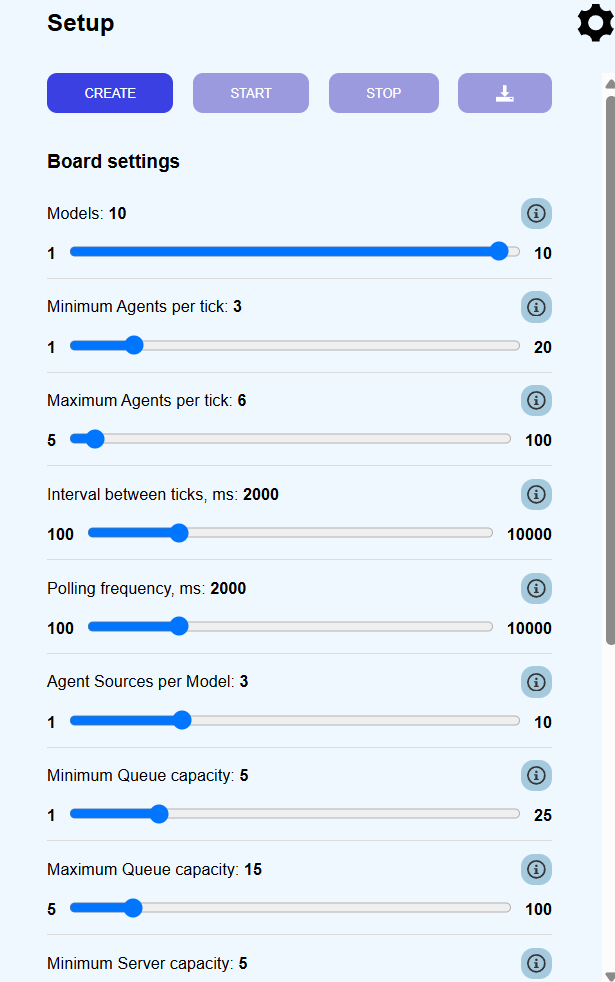 Setup
CREATE START STOP
Board settings
Models: 10
1 10
Minimum Agents per tick: 3
1 20
Maximum Agents per tick: 6
5 100
Interval between ticks, ms: 2000
100 10000
Polling frequency, ms: 2000
100 10000
Agent Sources per Model: 3
1 10
Minimum Queue capacity: 5
1 25
Maximum Queue capacity: 15
5 100
Minimum Server capacity: 5